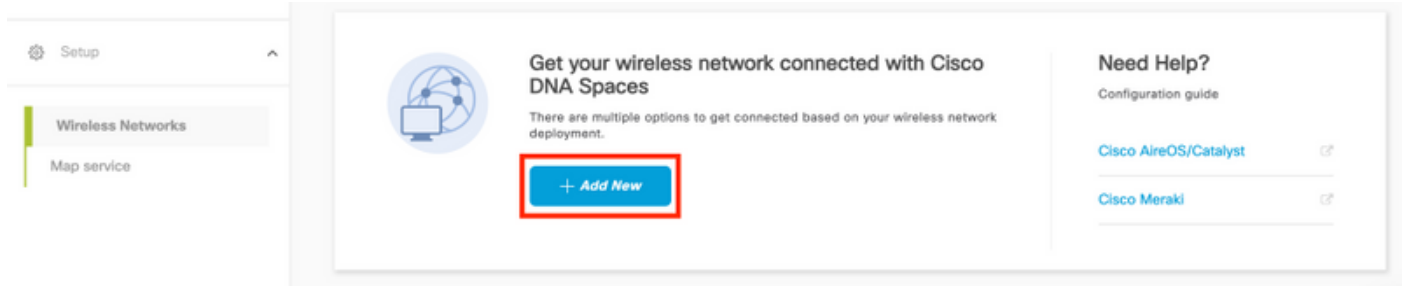 Setup
Wireless Networks
Map service
Get your wireless network connected with Cisco
DNA Spaces
There are multiple options to get connected based on your wireless network
deployment.
+ Add New
Need Help?
Configuration guide
Cisco AireOS/Catalyst
Cisco Meraki